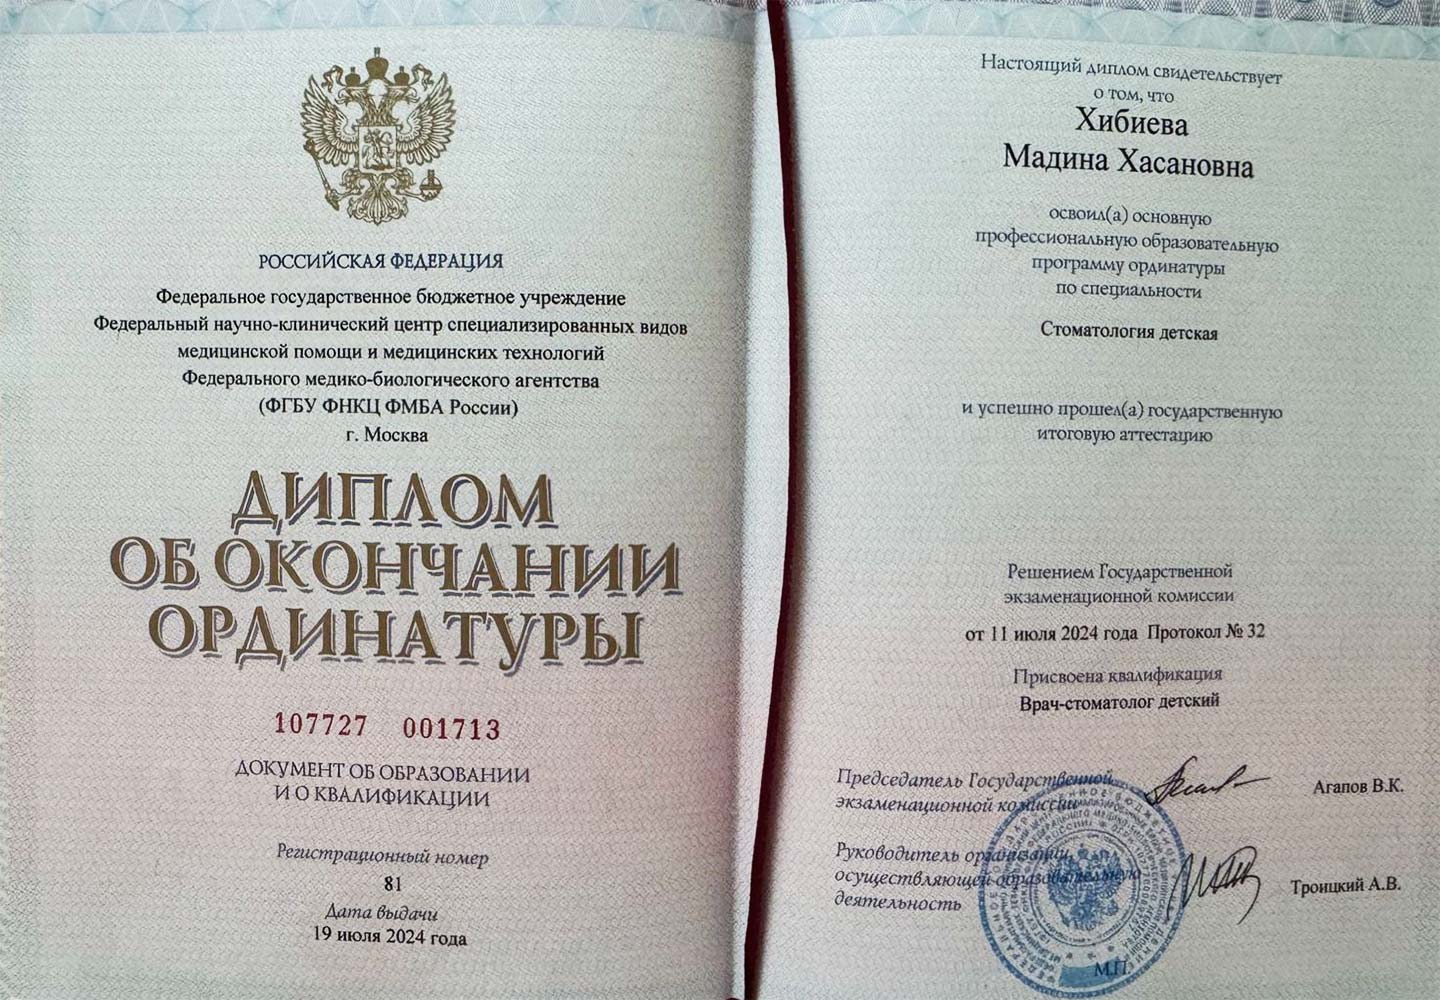 РОССИЙСКАЯ ФЕДЕРАЦИЯ
Федеральное государственное бюджетное учреждение
Федеральный научно-клинический центр специализированных видов
медицинской помощи и медицинских технологий
Федерального медико-биологического агентства
(ФГБУ ФНКЦ ФМБА России)
г. Москва
ДИПЛОМ
ОБ ОКОНЧАНИИ
ОРДИНАТУРЫ
107727 001713
ДОКУМЕНТ ОБ ОБРАЗОВАНИИ
И О КВАЛИФИКАЦИИ
Регистрационный номер
81
Дата выдачи
19 июля 2024 года
Настоящий диплом свидетельствует
о том, что
Хибиева
Мадина Хасановна
освоил(а) основную
профессиональную образовательную
программу ординатуры
по специальности
Стоматология детская
и успешно прошел(а) государственную
итоговую аттестацию
Решением Государственной
экзаменационной комиссии
от 11 июля 2024 года Протокол № 32
Присвоена квалификация
Врач-стоматолог детский
Председатель Государственной
экзаменационной комиссии
Агапов В.К.
Руководитель организации,
осуществляющей образовательную
деятельность
Троицкий А.В.
М.П.